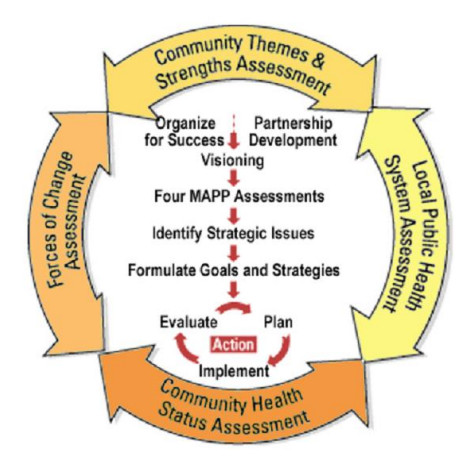 Community Themes &
Strengths Assessment
Organize
for Success
Partnership
Development
Visioning
Four MAPP Assessments
Identify Strategic Issues
Formulate Goals and Strategies
Evaluate
Plan
Action
Implement
Forces of Change
Assessment
Local Public Health
System Assessment
Community Health
Status Assessment